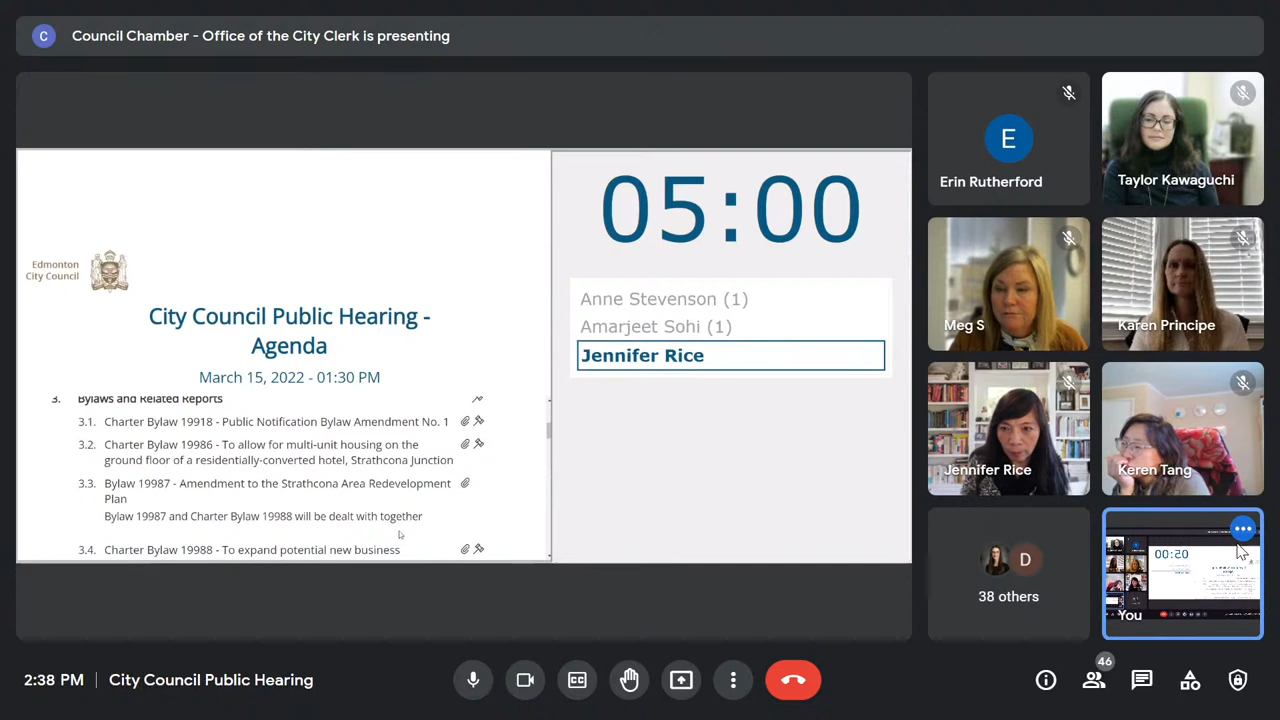 C
Council Chamber - Office of the City Clerk is presenting
Edmonton
City Council
City Council Public Hearing -
Agenda
March 15, 2022 - 01:30 PM
3. Bylaws and Related Reports
3.1. Charter Bylaw 19918 - Public Notification Bylaw Amendment No. 1
3.2. Charter Bylaw 19986 - To allow for multi-unit housing on the
ground floor of a residentially-converted hotel, Strathcona Junction
3.3. Bylaw 19987 - Amendment to the Strathcona Area Redevelopment
Plan
Bylaw 19987 and Charter Bylaw 19988 will be dealt with together
3.4. Charter Bylaw 19988 - To expand potential new business
05:00
Anne Stevenson (1)
Amarjeet Sohi (1)
Jennifer Rice
E
Erin Rutherford
Taylor Kawaguchi
Meg S
Karen Principe
Jennifer Rice
Keren Tang
D
38 others
05:00
You
2:38 PM | City Council Public Hearing
46